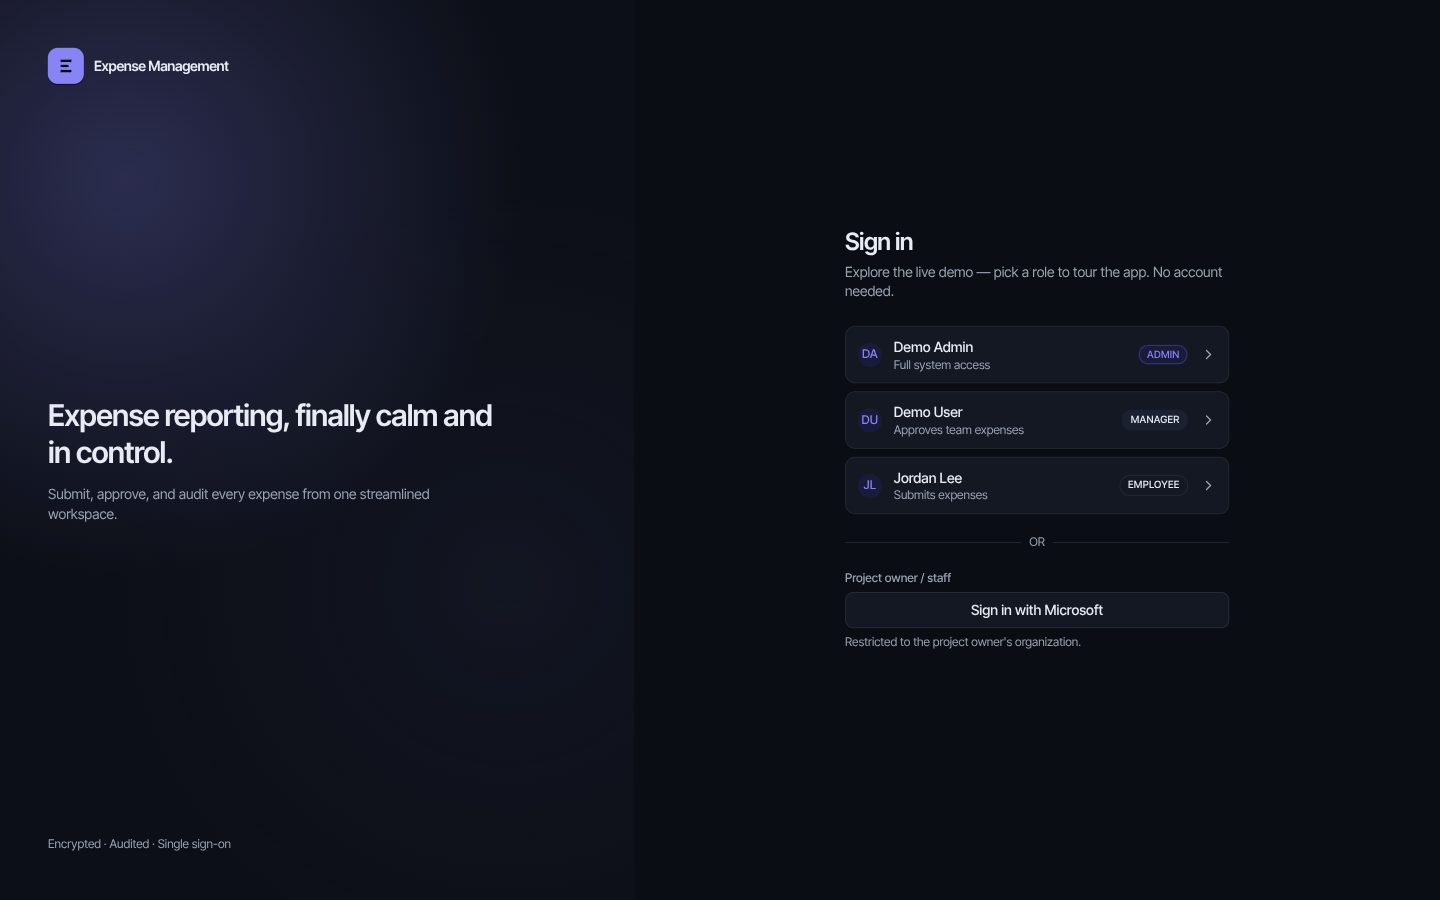 Expense Management
Expense reporting, finally calm and
in control.
Submit, approve, and audit every expense from one streamlined
workspace.
Encrypted · Audited · Single sign-on
Sign in
Explore the live demo — pick a role to tour the app. No account
needed.
DA
Demo Admin
Full system access
ADMIN
DU
Demo User
Approves team expenses
MANAGER
JL
Jordan Lee
Submits expenses
EMPLOYEE
OR
Project owner / staff
Sign in with Microsoft
Restricted to the project owner's organization.